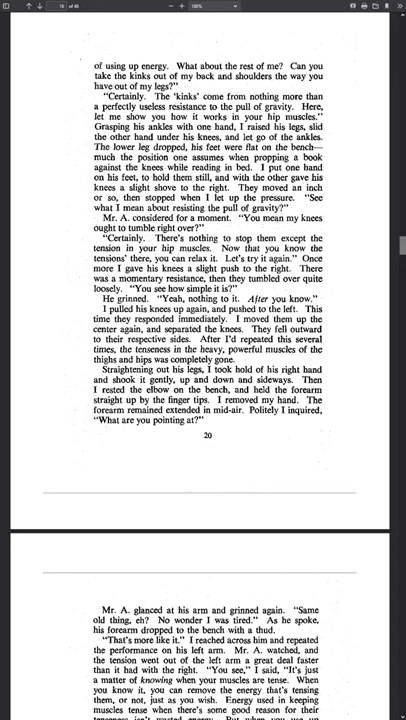 16 of 48
180%
of using up energy. What about the rest of me? Can you
take the kinks out of my back and shoulders the way you
have out of my legs?"
"Certainly. The 'kinks' come from nothing more than
a perfectly useless resistance to the pull of gravity. Here,
let me show you how it works in your hip muscles."
Grasping his ankles with one hand, I raised his legs, slid
the other hand under his knees, and let go of the ankles.
The lower leg dropped, his feet were flat on the bench—
much the position one assumes when propping a book
against the knees while reading in bed. I put one hand
on his feet, to hold them still, and with the other gave his
knees a slight shove to the right. They moved an inch
or so, then stopped when I let up the pressure. "See
what I mean about resisting the pull of gravity?"
Mr. A. considered for a moment. "You mean my knees
ought to tumble right over?"
"Certainly. There's nothing to stop them except the
tension in your hip muscles. Now that you know the
tensions' there, you can relax it. Let's try it again." Once
more I gave his knees a slight push to the right. There
was a momentary resistance, then they tumbled over quite
loosely. "You see how simple it is?"
He grinned. "Yeah, nothing to it. After you know."
I pulled his knees up again, and pushed to the left. This
time they responded immediately. I moved them up the
center again, and separated the knees. They fell outward
to their respective sides. After I'd repeated this several
times, the tenseness in the heavy, powerful muscles of the
thighs and hips was completely gone.
Straightening out his legs, I took hold of his right hand
and shook it gently, up and down and sideways. Then
I rested the elbow on the bench, and held the forearm
straight up by the finger tips. I removed my hand. The
forearm remained extended in mid-air. Politely I inquired,
"What are you pointing at?"
20
Mr. A. glanced at his arm and grinned again. "Same
old thing, eh? No wonder I was tired." As he spoke,
his forearm dropped to the bench with a thud.
"That's more like it." I reached across him and repeated
the performance on his left arm. Mr. A. watched, and
the tension went out of the left arm a great deal faster
than it had with the right. "You see," I said, "It's just
a matter of knowing when your muscles are tense. When
you know it, you can remove the energy that's tensing
them, or not, just as you wish. Energy used in keeping
muscles tense when there's some good reason for their
tenseness isn't wasted energy. But when you use up